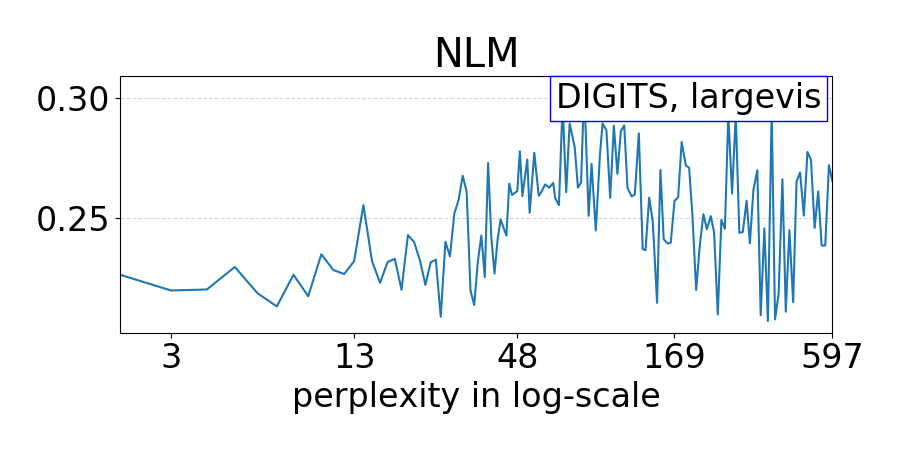 NLM
DIGITS, largevis
0.30
0.25
3 13 48 169 597
perplexity in log-scale